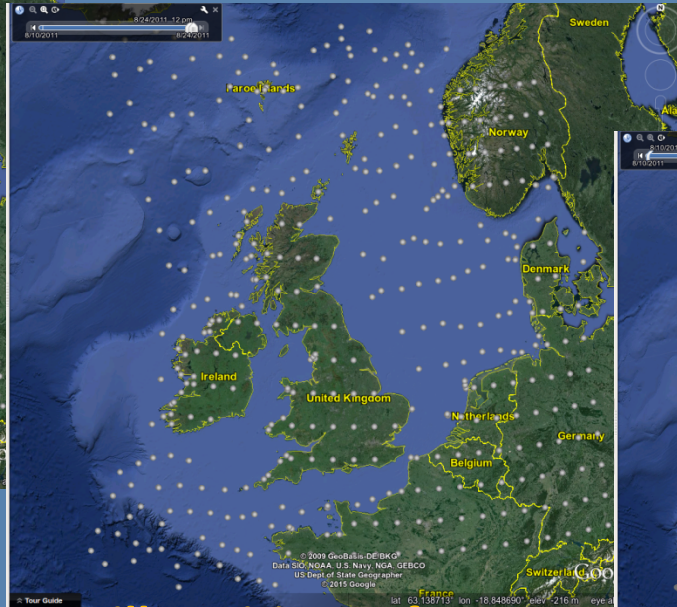 8/24/2011 12 pm
8/10/2011
8/24/2011
Sweden
Faroe Islands
Norway
8/10/201
8/10/2011
Denmark
Ireland
United Kingdom
Netherlands
Germany
Belgium
© 2009 GeoBasis-DE/BKG
Data SIO, NOAA, U.S. Navy, NGA, GEBCO
US Dept of State Geographer
© 2015 Google
Switzerland
France
Tour Guide
lat 63.138713° lon -18.848690° elev -216 m eye al